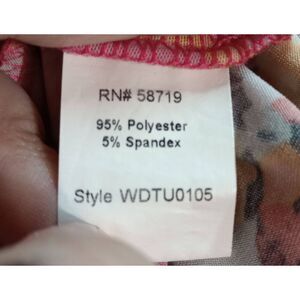 RN# 58719
95% Polyester
5% Spandex
Style WDTU0105